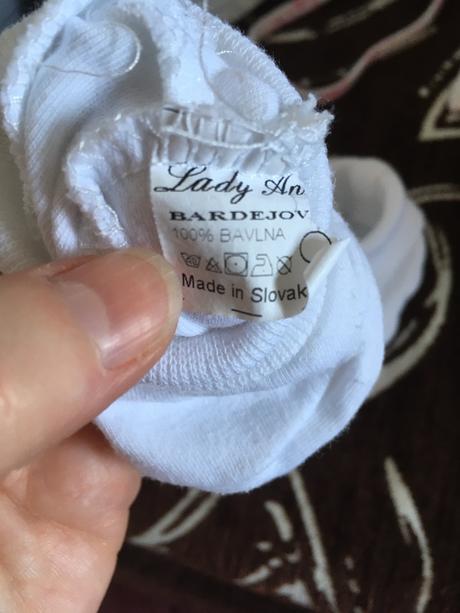 Lady An
BARDEJOV
100% BAVLNA
Made in Slovak